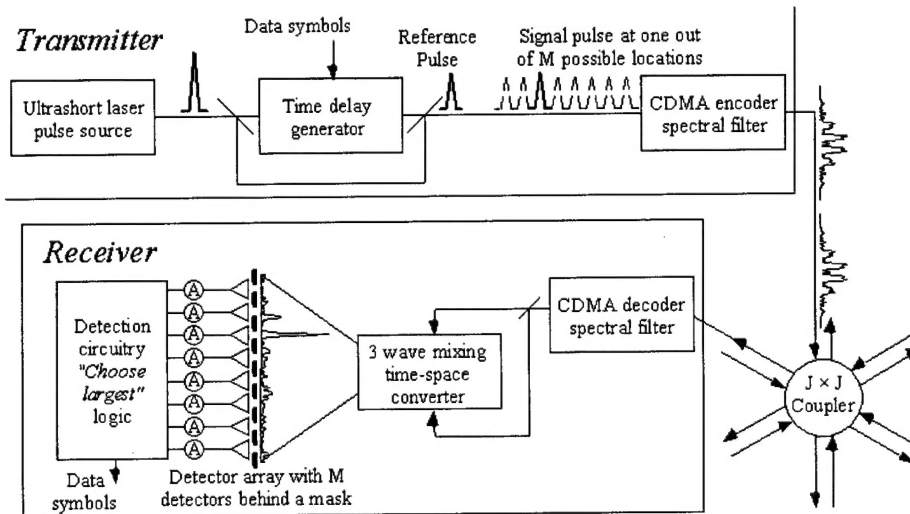 Transmitter
Data symbols
Reference
Pulse
Signal pulse at one out
of M possible locations
Ultrashort laser
pulse source
Time delay
generator
CDMA encoder
spectral filter
Receiver
Detection
circuitry
"Choose
largest"
logic
A
A
A
A
A
A
A
A
3 wave mixing
time-space
converter
CDMA decoder
spectral filter
J × J
Coupler
Data
symbols
Detector array with M
detectors behind a mask